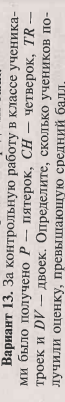 Вариант 13. За контрольную работу в классе ученика-
ми было получено P — пятерок, CH — четверок, TR —
троек и DV — двоек. Определите, сколько учеников по-
лучили оценку, превышающую средний балл.